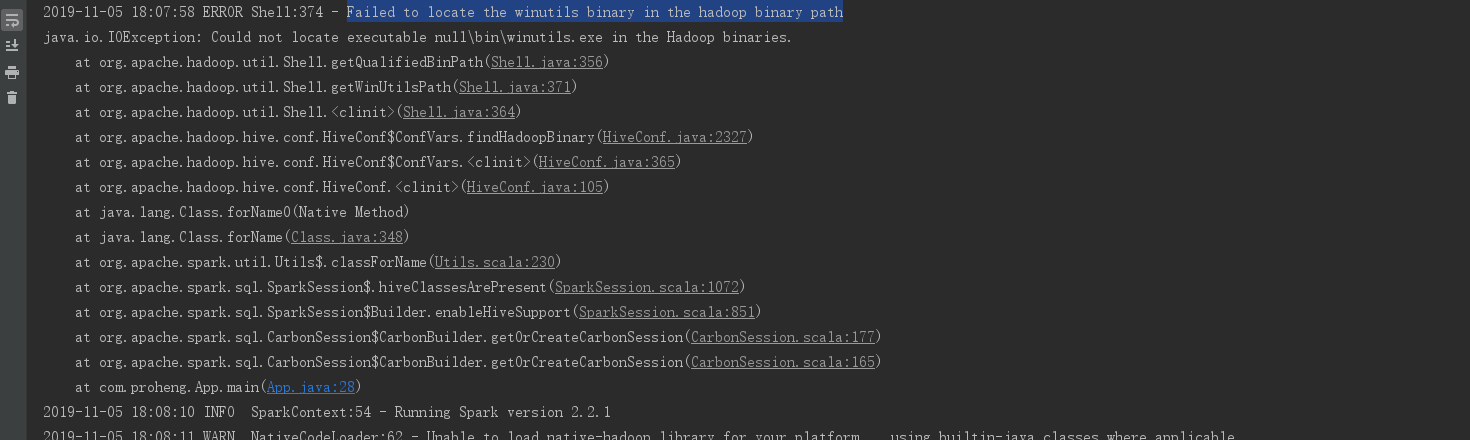 2019-11-05 18:07:58 ERROR Shell:374 - Failed to locate the winutils binary in the hadoop binary path
java.io.IOException: Could not locate executable null\bin\winutils.exe in the Hadoop binaries.
at org.apache.hadoop.util.Shell.getQualifiedBinPath(Shell.java:356)
at org.apache.hadoop.util.Shell.getWinUtilsPath(Shell.java:371)
at org.apache.hadoop.util.Shell.<clinit>(Shell.java:364)
at org.apache.hadoop.hive.conf.HiveConf$ConfVars.findHadoopBinary(HiveConf.java:2327)
at org.apache.hadoop.hive.conf.HiveConf$ConfVars.<clinit>(HiveConf.java:365)
at org.apache.hadoop.hive.conf.HiveConf.<clinit>(HiveConf.java:105)
at java.lang.Class.forName0(Native Method)
at java.lang.Class.forName(Class.java:348)
at org.apache.spark.util.Utils$.classForName(Utils.scala:230)
at org.apache.spark.sql.SparkSession$.hiveClassesArePresent(SparkSession.scala:1072)
at org.apache.spark.sql.SparkSession$Builder.enableHiveSupport(SparkSession.scala:851)
at org.apache.spark.sql.CarbonSession$CarbonBuilder.getOrCreateCarbonSession(CarbonSession.scala:177)
at org.apache.spark.sql.CarbonSession$CarbonBuilder.getOrCreateCarbonSession(CarbonSession.scala:165)
at com.proheng.App.main(App.java:28)
2019-11-05 18:08:10 INFO  SparkContext:54 - Running Spark version 2.2.1
2019-11-05 18:08:11 WARN  NativeCodeLoader:62 - Unable to load native-hadoop library for your platform... using builtin-java classes where applicable